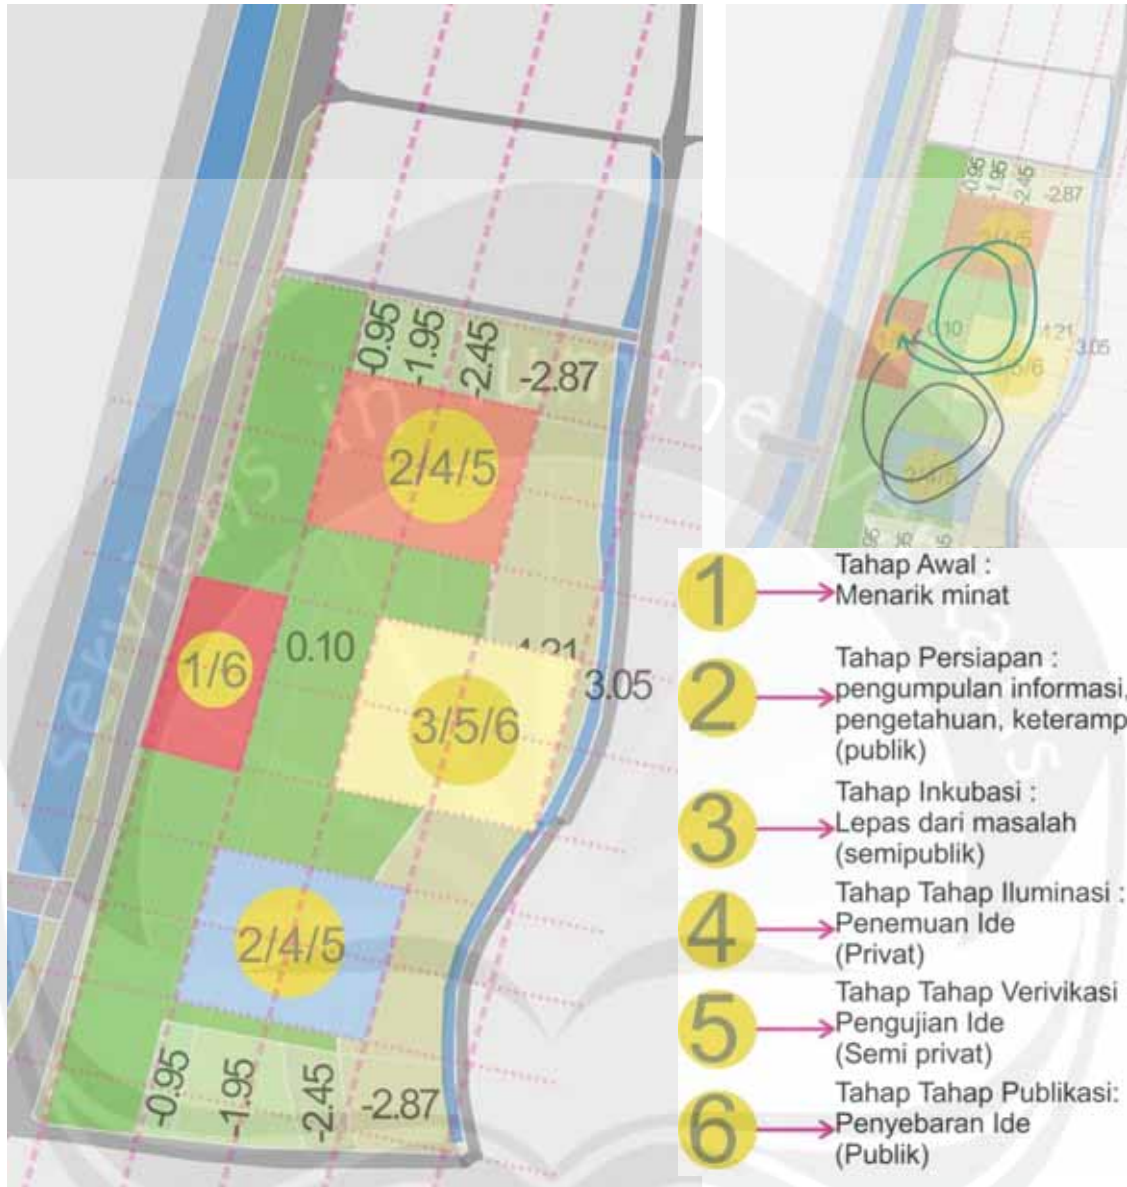 -0.95
-1.95
-2.45
-2.87
2/4/5
1/6
0.10
3.05
3/5/6
2/4/5
-0.95
-1.95
-2.45
-2.87
-0.95
-1.95
-2.45
-2.87
0.10
3.05
1
Tahap Awal :
Menarik minat
2
Tahap Persiapan :
pengumpulan informasi,
pengetahuan, keteramp
(publik)
3
Tahap Inkubasi :
Lepas dari masalah
(semipublik)
4
Tahap Tahap Iluminasi :
Penemuan Ide
(Privat)
5
Tahap Tahap Verivikasi
Pengujian Ide
(Semi privat)
6
Tahap Tahap Publikasi:
Penyebaran Ide
(Publik)
serviens in lumine veritatis